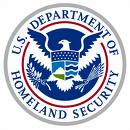 U.S. DEPARTMENT OF
HOMELAND SECURITY